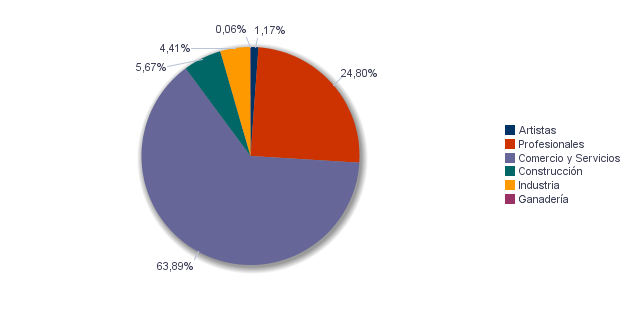 0,06%
1,17%
4,41%
5,67%
24,80%
63,89%
Artistas
Profesionales
Comercio y Servicios
Construcción
Industria
Ganadería